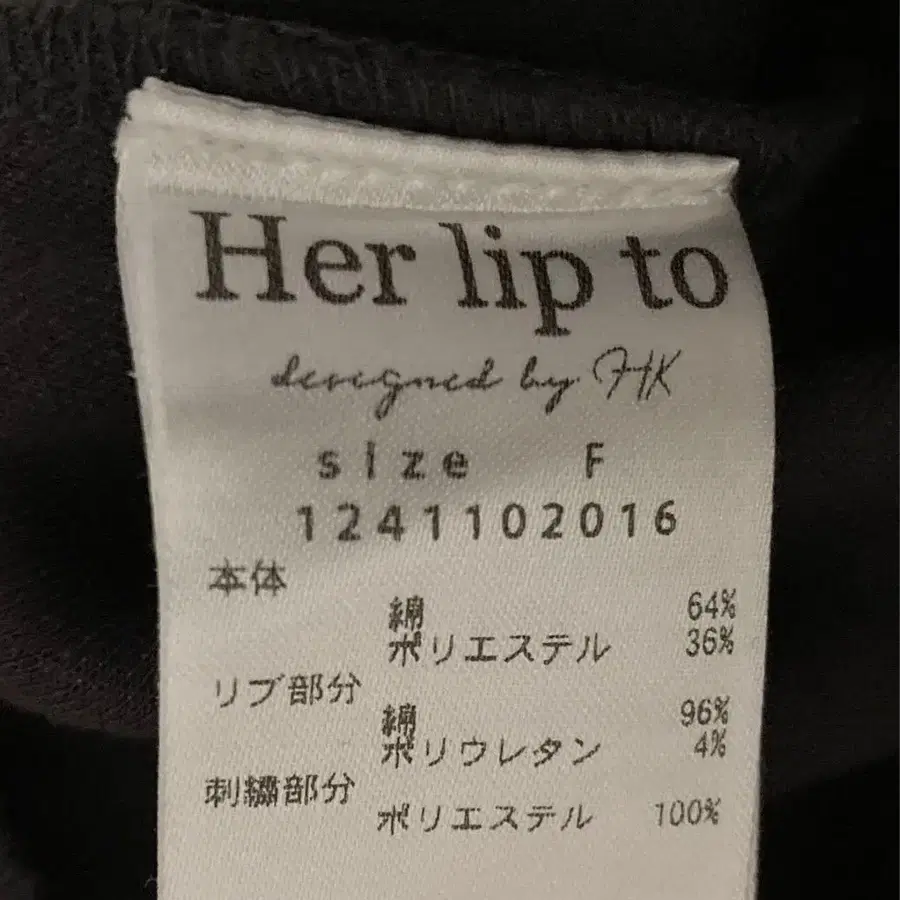 Her lip to
designed by HK
size F
1241102016
本体
綿 64%
ポリエステル 36%
リブ部分
綿 96%
ポリウレタン 4%
刺繍部分
ポリエステル 100%